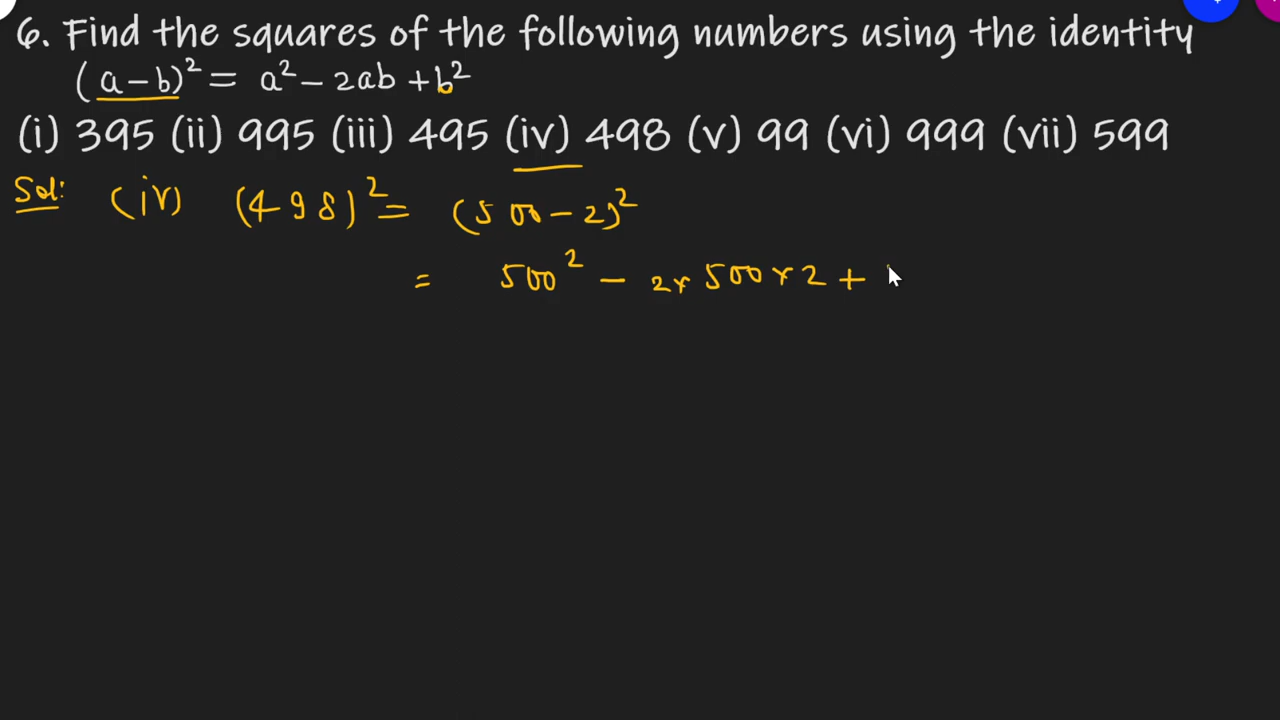 6. Find the squares of the following numbers using the identity
(a-b)² = a² - 2ab + b²
(i) 395 (ii) 995 (iii) 495 (iv) 498 (v) 99 (vi) 999 (vii) 599
Sol: (iv) (498)² = (500-2)²
= 500² - 2×500×2 +